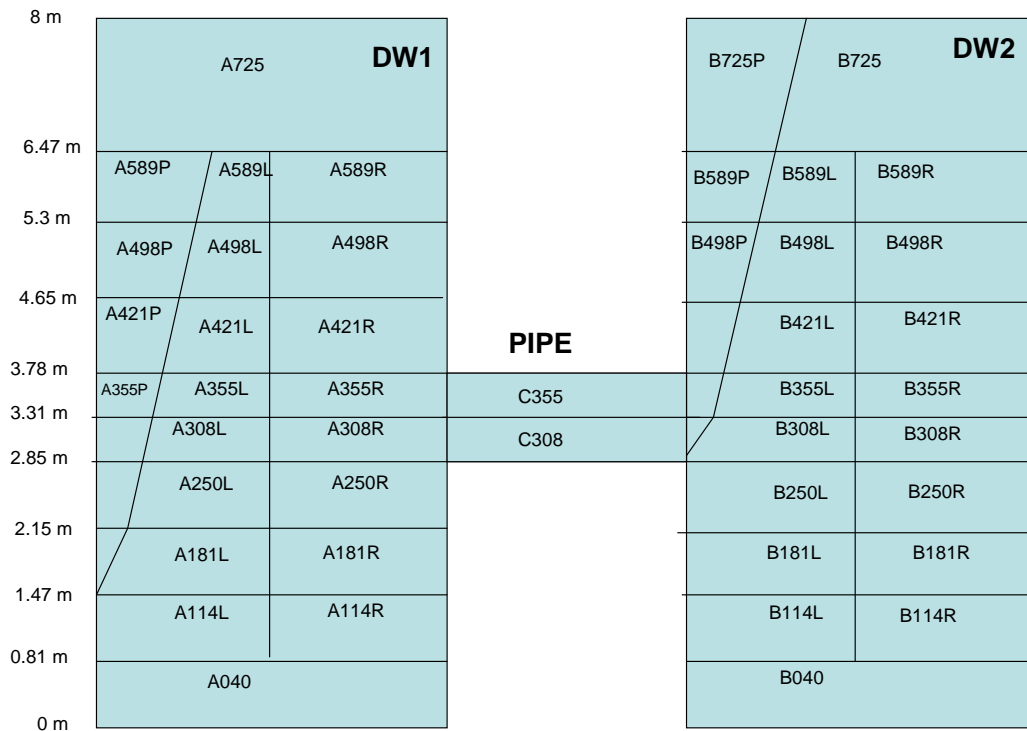 8 m
A725
DW1
B725P
B725
DW2
6.47 m
A589P
A589L
A589R
B589P
B589L
B589R
5.3 m
A498P
A498L
A498R
B498P
B498L
B498R
4.65 m
A421P
A421L
A421R
B421L
B421R
PIPE
3.78 m
A355P
A355L
A355R
C355
B355L
B355R
3.31 m
A308L
A308R
C308
B308L
B308R
2.85 m
A250L
A250R
B250L
B250R
2.15 m
A181L
A181R
B181L
B181R
1.47 m
A114L
A114R
B114L
B114R
0.81 m
A040
B040
0 m